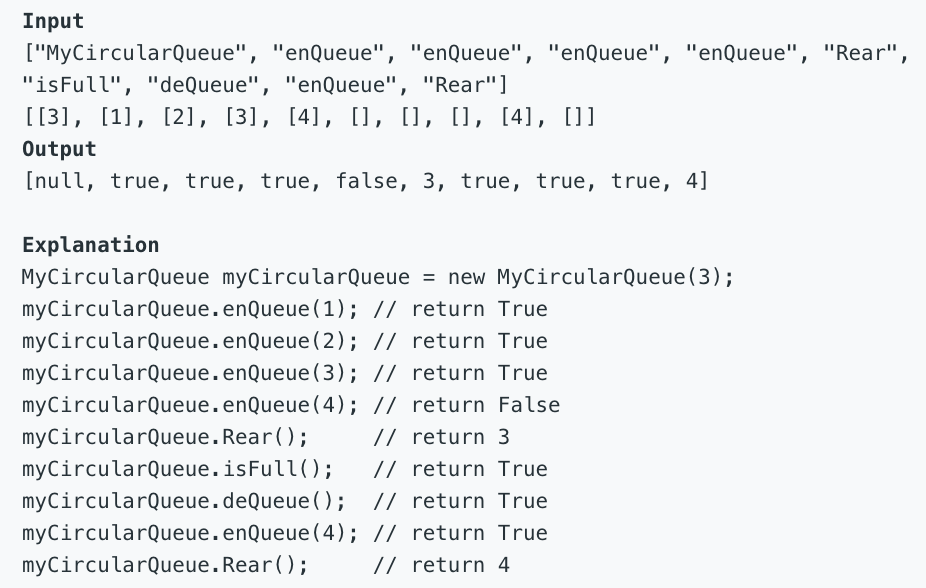 Input
["MyCircularQueue", "enQueue", "enQueue", "enQueue", "enQueue", "Rear",
"isFull", "deQueue", "enQueue", "Rear"]
[[3], [1], [2], [3], [4], [], [], [], [4], []]
Output
[null, true, true, true, false, 3, true, true, true, 4]

Explanation
MyCircularQueue myCircularQueue = new MyCircularQueue(3);
myCircularQueue.enQueue(1); // return True
myCircularQueue.enQueue(2); // return True
myCircularQueue.enQueue(3); // return True
myCircularQueue.enQueue(4); // return False
myCircularQueue.Rear();     // return 3
myCircularQueue.isFull();   // return True
myCircularQueue.deQueue();  // return True
myCircularQueue.enQueue(4); // return True
myCircularQueue.Rear();     // return 4